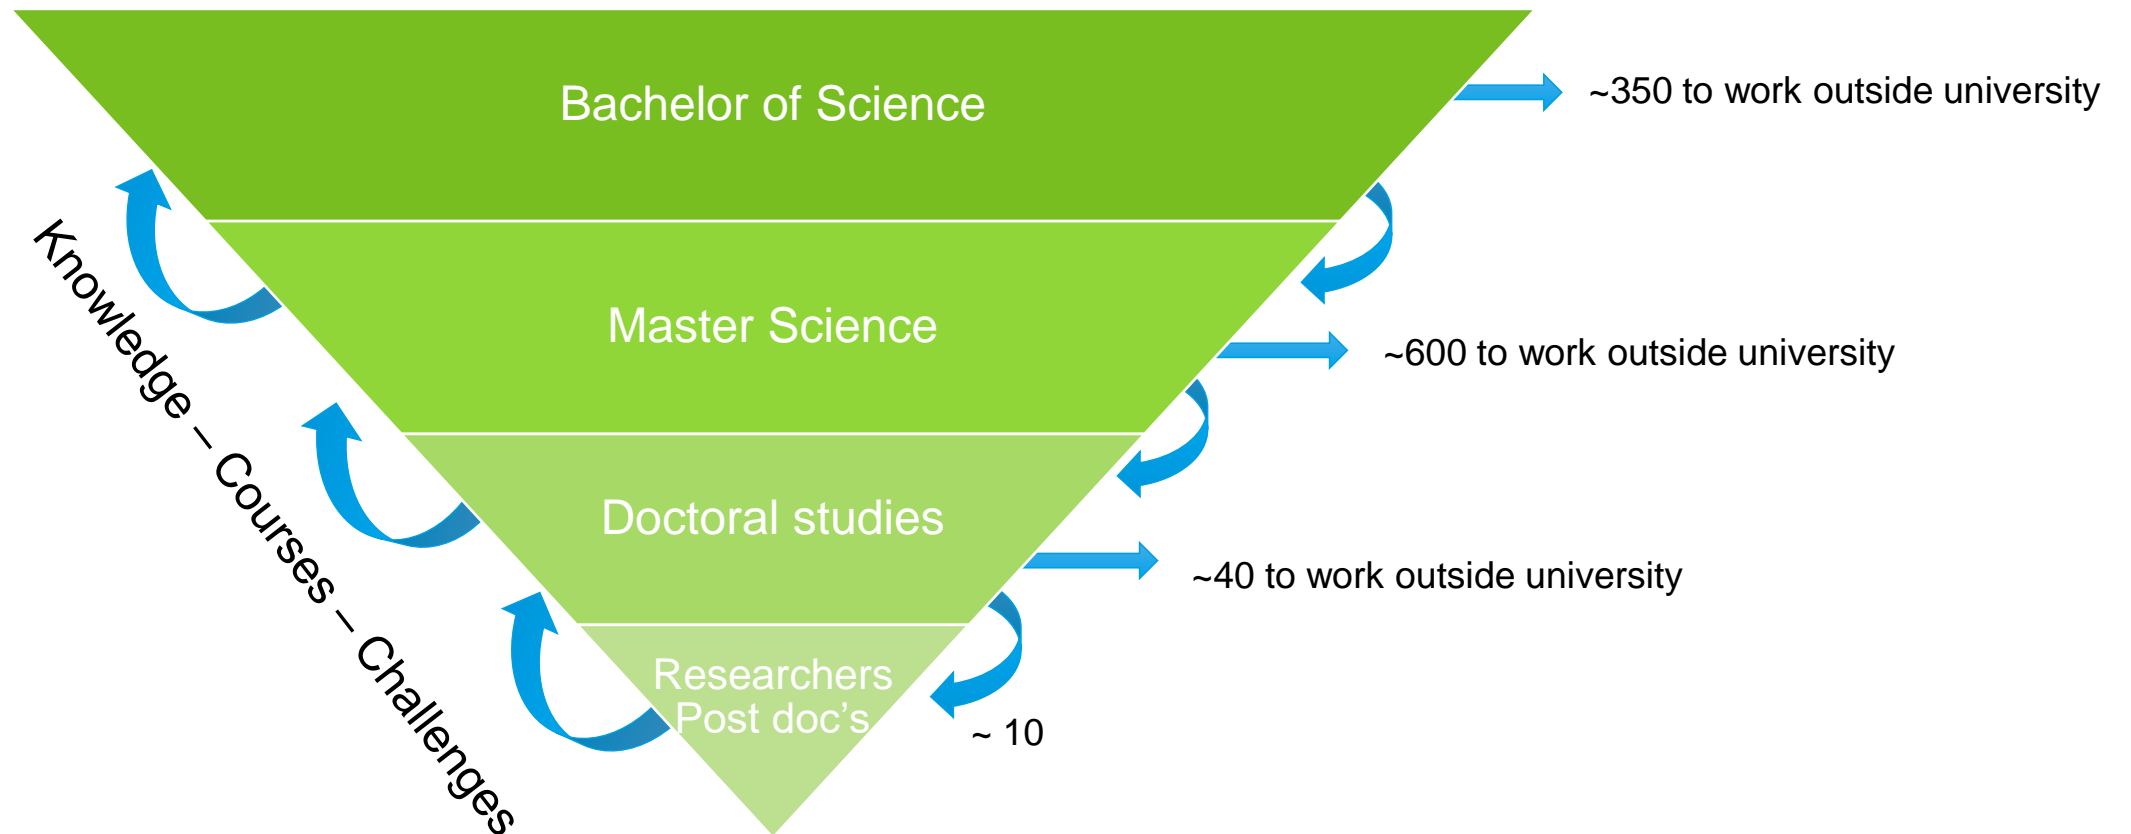 Bachelor of Science
~350 to work outside university
Master Science
~600 to work outside university
Doctoral studies
~40 to work outside university
Researchers
Post doc’s
~ 10
Knowledge – Courses – Challenges